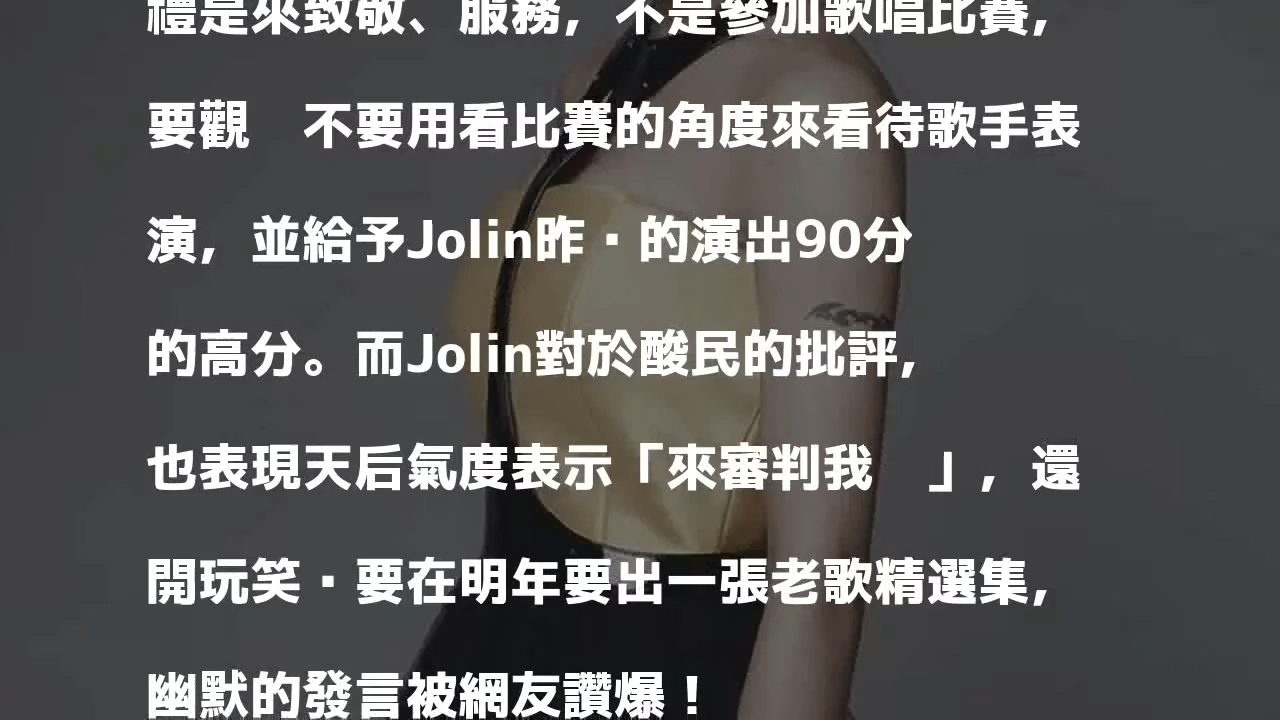 禮是來致敬、服務，不是參加歌唱比賽，
要觀　不要用看比賽的角度來看待歌手表
演，並給予Jolin昨▪的演出90分
的高分。而Jolin對於酸民的批評，
也表現天后氣度表示「來審判我　」，還
開玩笑▪要在明年要出一張老歌精選集，
幽默的發言被網友讚爆！